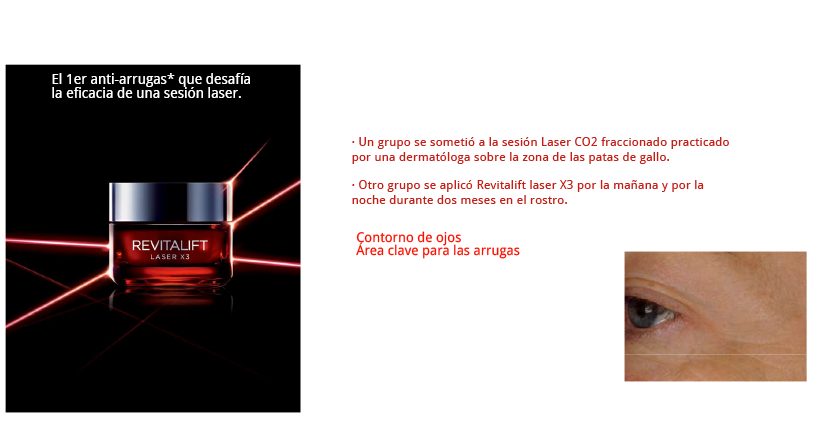 El 1er anti-arrugas* que desafía
la eficacia de una sesión laser.
REVITALIFT
LASER X3
· Un grupo se sometió a la sesión Laser CO2 fraccionado practicado
por una dermatóloga sobre la zona de las patas de gallo.
· Otro grupo se aplicó Revitalift laser X3 por la mañana y por la
noche durante dos meses en el rostro.
Contorno de ojos
Área clave para las arrugas